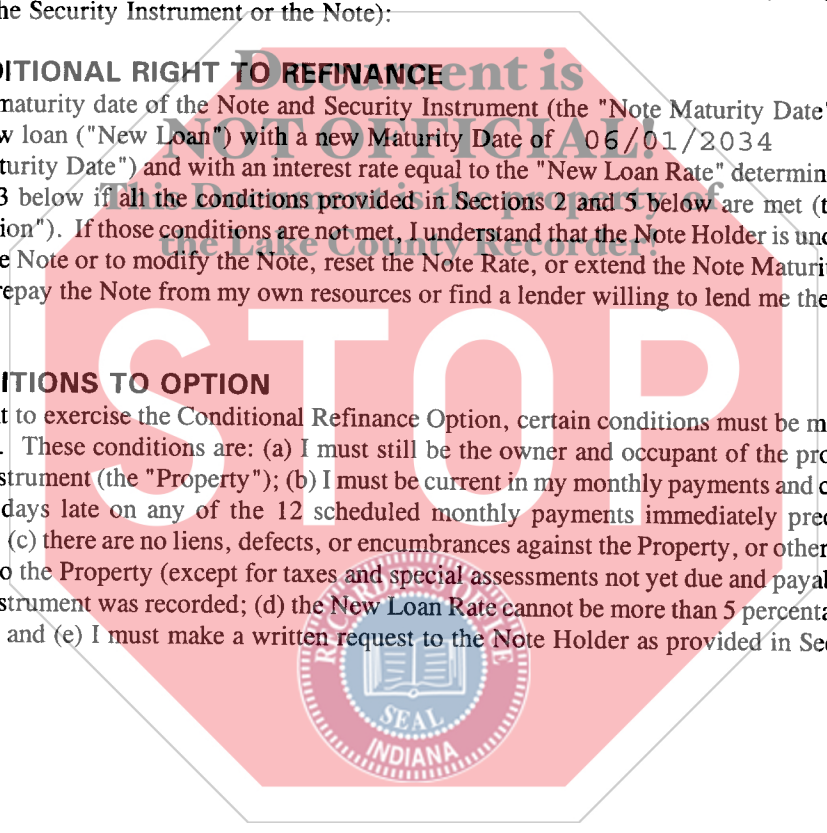 he Security Instrument or the Note):
Document is
DITIONAL RIGHT TO REFINANCE
maturity date of the Note and Security Instrument (the "Note Maturity Date"
w loan ("New Loan") with a new Maturity Date of 06/01/2034
NOT OFFICIAL!
turity Date") and with an interest rate equal to the "New Loan Rate" determin
This Document is the property of
3 below if all the conditions provided in Sections 2 and 5 below are met (t
ion"). If those conditions are not met, I understand that the Note Holder is und
the Lake County Recorder!
e Note or to modify the Note, reset the Note Rate, or extend the Note Maturit
repay the Note from my own resources or find a lender willing to lend me the
STOP
ITIONS TO OPTION
t to exercise the Conditional Refinance Option, certain conditions must be m
. These conditions are: (a) I must still be the owner and occupant of the pro
strument (the "Property"); (b) I must be current in my monthly payments and c
days late on any of the 12 scheduled monthly payments immediately prec
(c) there are no liens, defects, or encumbrances against the Property, or other
o the Property (except for taxes and special assessments not yet due and payal
strument was recorded; (d) the New Loan Rate cannot be more than 5 percenta
and (e) I must make a written request to the Note Holder as provided in Sec
SEAL
INDIANA